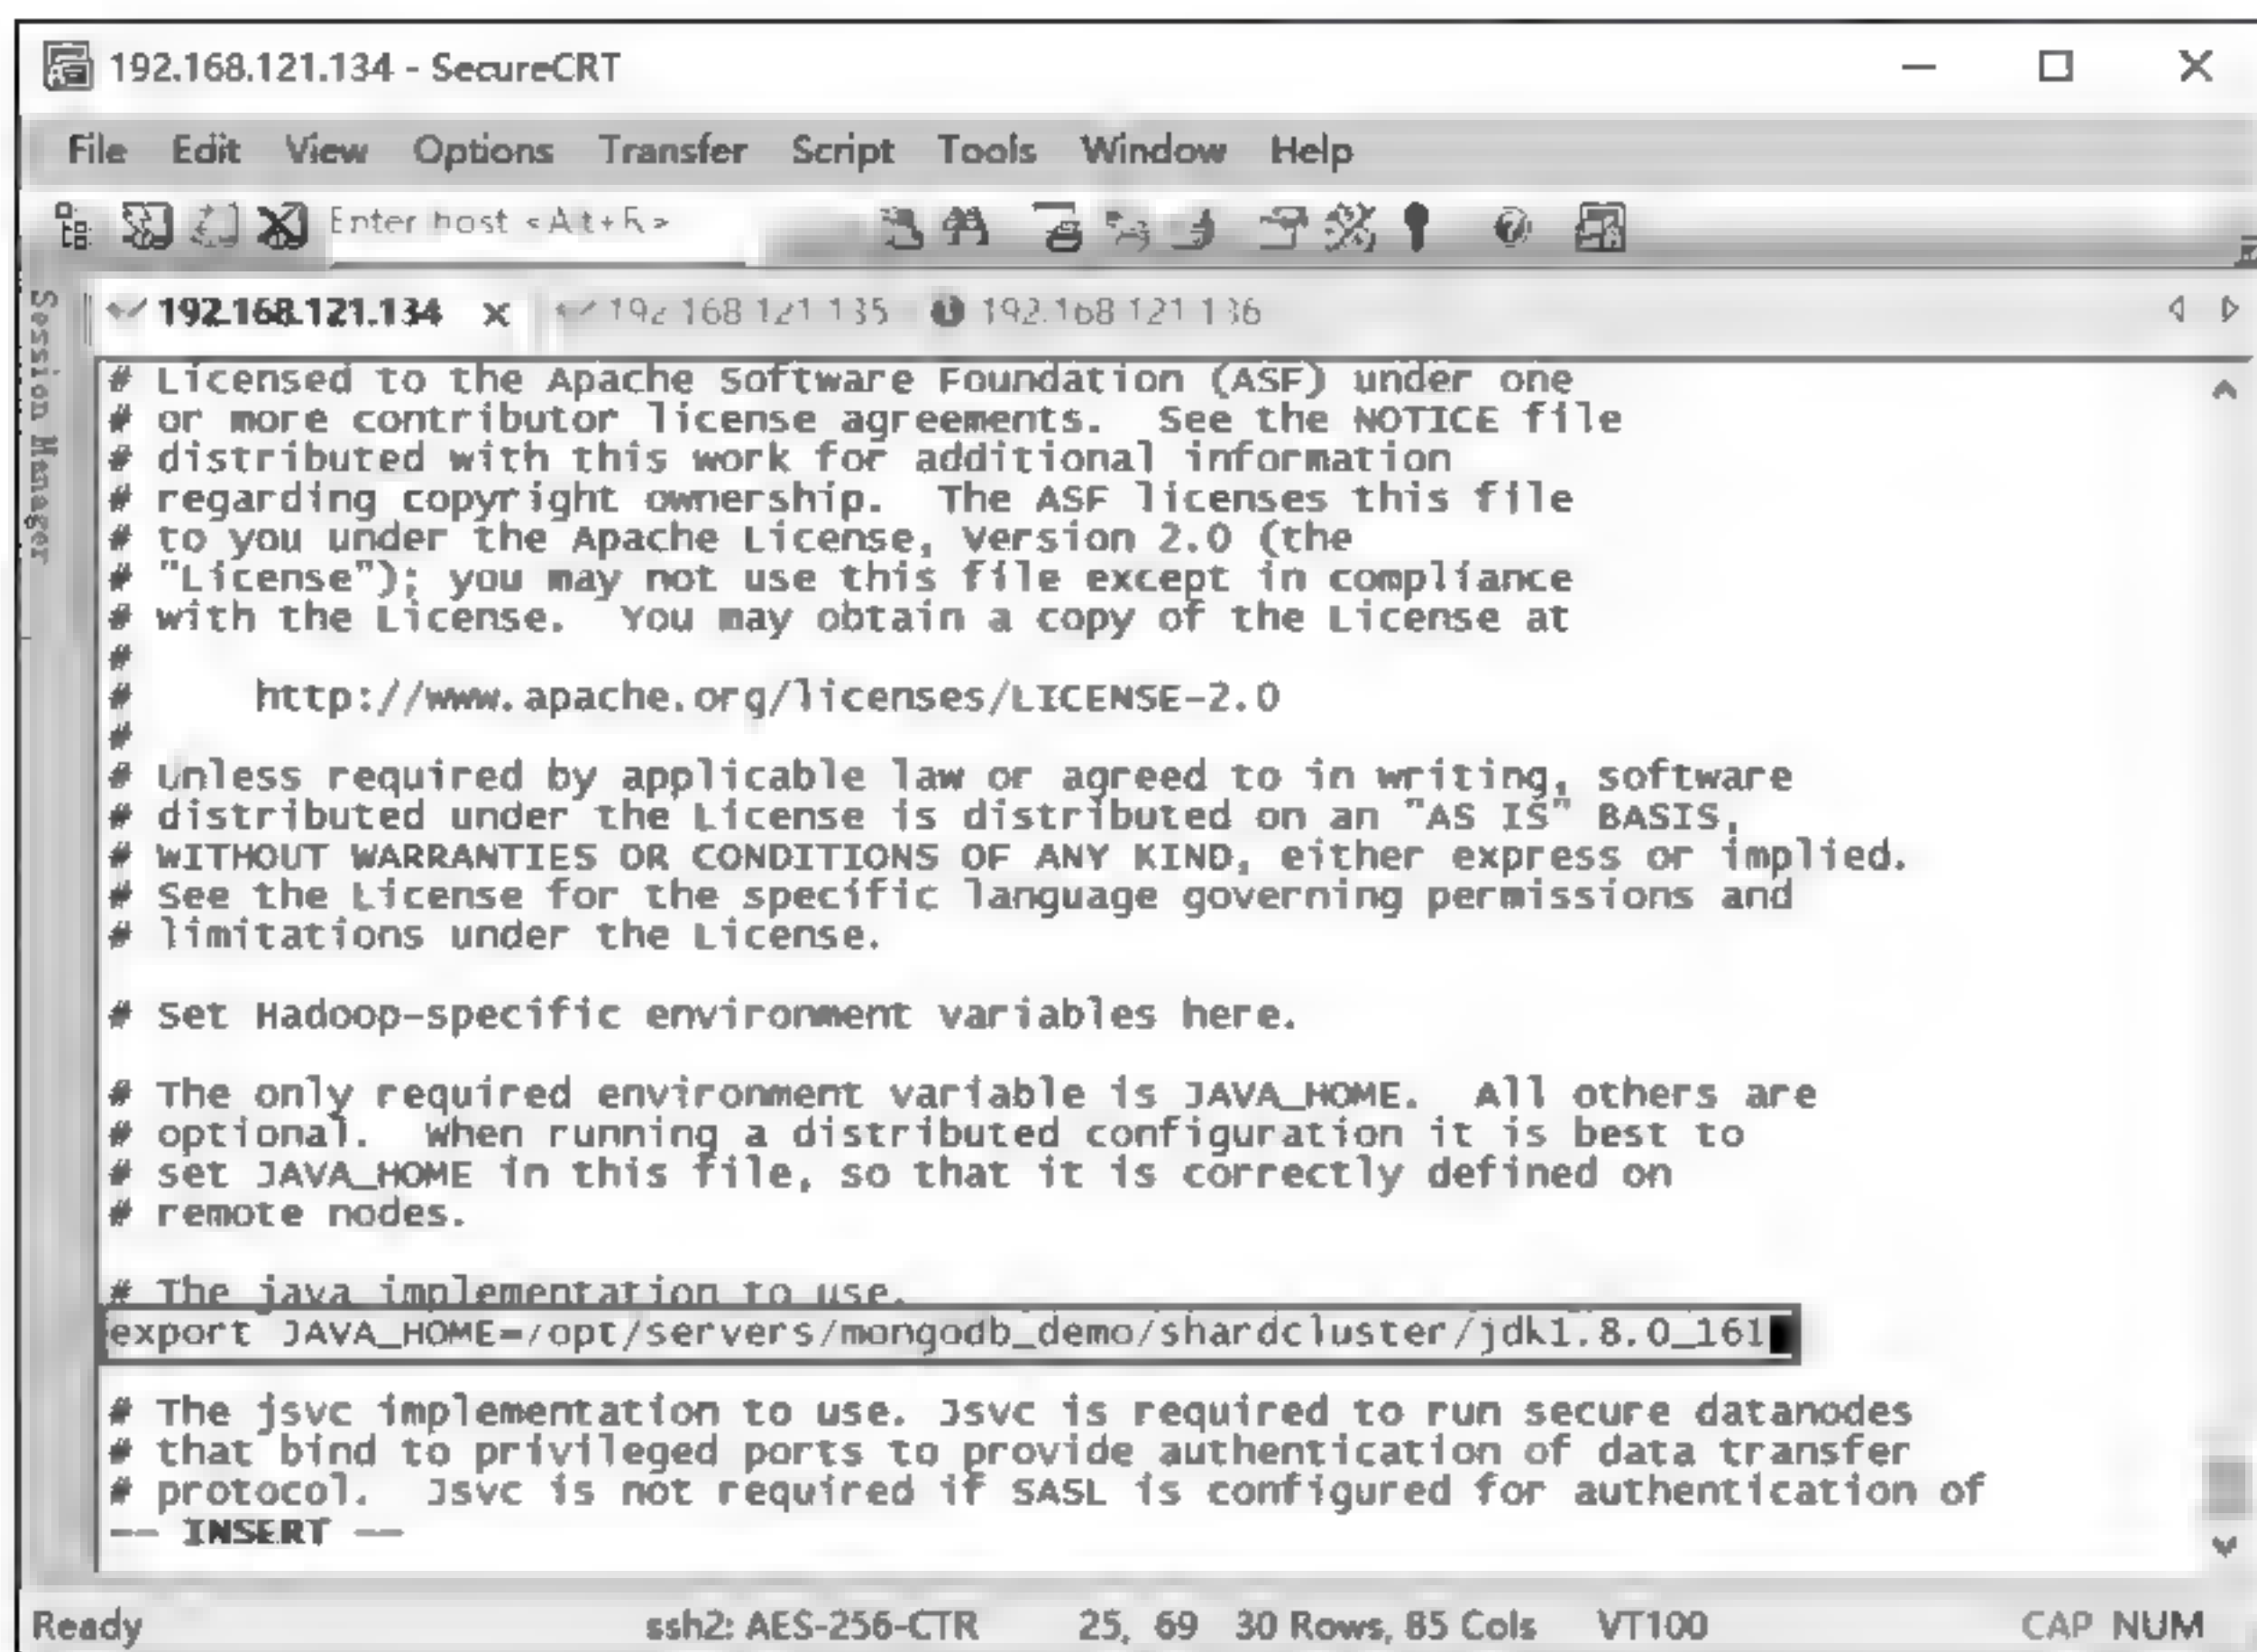 192.168.121.134 - SecureCRT
File Edit View Options Transfer Script Tools Window Help
Enter host <Alt+R>
Session Manager
192.168.121.134 192.168.121.135 192.168.121.136
# Licensed to the Apache Software Foundation (ASF) under one
# or more contributor license agreements.  See the NOTICE file
# distributed with this work for additional information
# regarding copyright ownership.  The ASF licenses this file
# to you under the Apache License, Version 2.0 (the
# "License"); you may not use this file except in compliance
# with the License.  You may obtain a copy of the License at
#
#     http://www.apache.org/licenses/LICENSE-2.0
#
# Unless required by applicable law or agreed to in writing, software
# distributed under the License is distributed on an "AS IS" BASIS,
# WITHOUT WARRANTIES OR CONDITIONS OF ANY KIND, either express or implied.
# See the License for the specific language governing permissions and
# limitations under the License.
# Set Hadoop-specific environment variables here.
# The only required environment variable is JAVA_HOME.  All others are
# optional.  When running a distributed configuration it is best to
# set JAVA_HOME in this file, so that it is correctly defined on
# remote nodes.
# The java implementation to use.
export JAVA_HOME=/opt/servers/mongodb_demo/shardcluster/jdk1.8.0_161
# The jsvc implementation to use. Jsvc is required to run secure datanodes
# that bind to privileged ports to provide authentication of data transfer
# protocol.  Jsvc is not required if SASL is configured for authentication of
-- INSERT --
Ready ssh2: AES-256-CTR 25, 69 30 Rows, 85 Cols VT100 CAP NUM